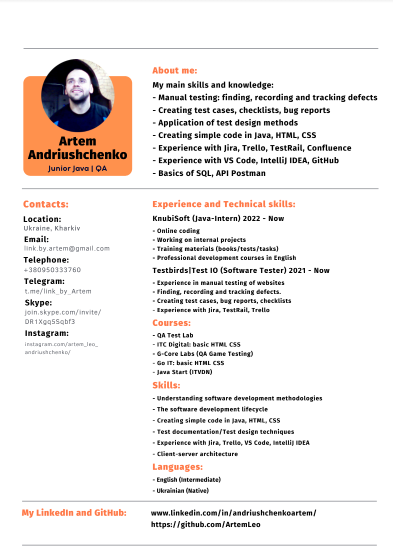 Artem
Andriushchenko
Junior Java | QA
About me:
My main skills and knowledge:
- Manual testing: finding, recording and tracking defects
- Creating test cases, checklists, bug reports
- Application of test design methods
- Creating simple code in Java, HTML, CSS
- Experience with Jira, Trello, TestRail, Confluence
- Experience with VS Code, IntelliJ IDEA, GitHub
- Basics of SQL, API Postman
Contacts:
Location:
Ukraine, Kharkiv
Email:
link.by.artem@gmail.com
Telephone:
+380950333760
Telegram:
t.me/link_by_Artem
Skype:
join.skype.com/invite/
DR1Xgq5Sqbf3
Instagram:
instagram.com/artem_leo_
andriushchenko/
Experience and Technical skills:
KnubiSoft (Java-Intern) 2022 - Now
- Online coding
- Working on internal projects
- Training materials (books/tests/tasks)
- Professional development courses in English
Testbirds|Test IO (Software Tester) 2021 - Now
- Experience in manual testing of websites
- Finding, recording and tracking defects.
- Creating test cases, bug reports, checklists
- Experience with Jira, TextRail, Trello
Courses:
- QA Test Lab
- ITC Digital: basic HTML CSS
- G-Core Labs (QA Game Testing)
- Go IT: basic HTML CSS
- Java Start (ITVDN)
Skills:
- Understanding software development methodologies
- The software development lifecycle
- Creating simple code in Java, HTML, CSS
- Test documentation/Test design techniques
- Experience with Jira, Trello, VS Code, IntelliJ IDEA
- Client-server architecture
Languages:
- English (Intermediate)
- Ukrainian (Native)
My LinkedIn and GitHub:
www.linkedin.com/in/andriushchenkoartem/
https://github.com/ArtemLeo